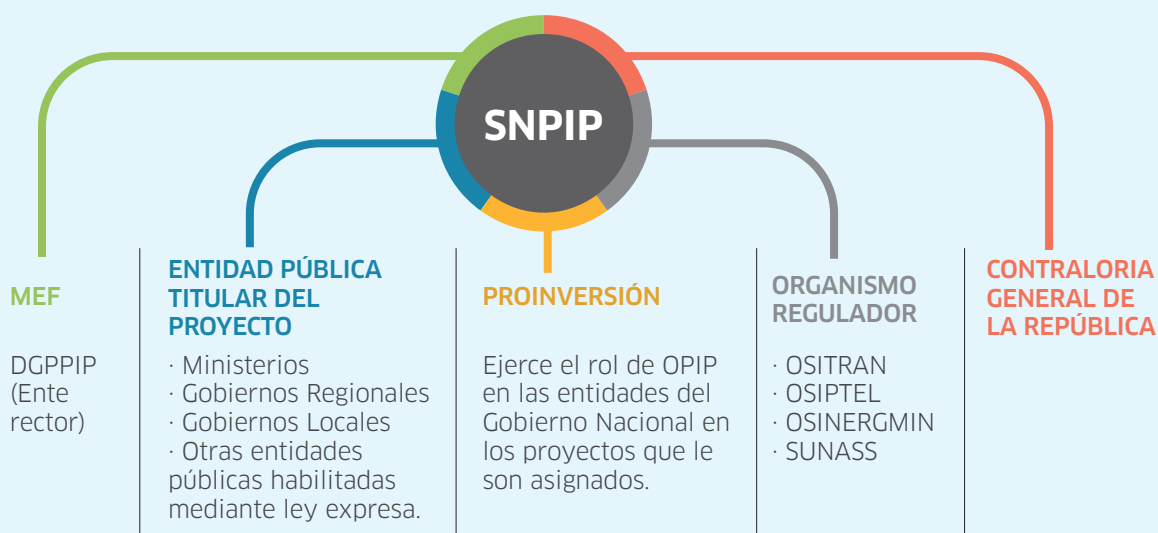 SNPIP
MEF
DGPPIP
(Ente
rector)
ENTIDAD PÚBLICA
TITULAR DEL
PROYECTO
· Ministerios
· Gobiernos Regionales
· Gobiernos Locales
· Otras entidades
públicas habilitadas
mediante ley expresa.
PROINVERSIÓN
Ejerce el rol de OPIP
en las entidades del
Gobierno Nacional en
los proyectos que le
son asignados.
ORGANISMO
REGULADOR
· OSITRAN
· OSIPTEL
· OSINERGMIN
· SUNASS
CONTRALORIA
GENERAL DE
LA REPÚBLICA